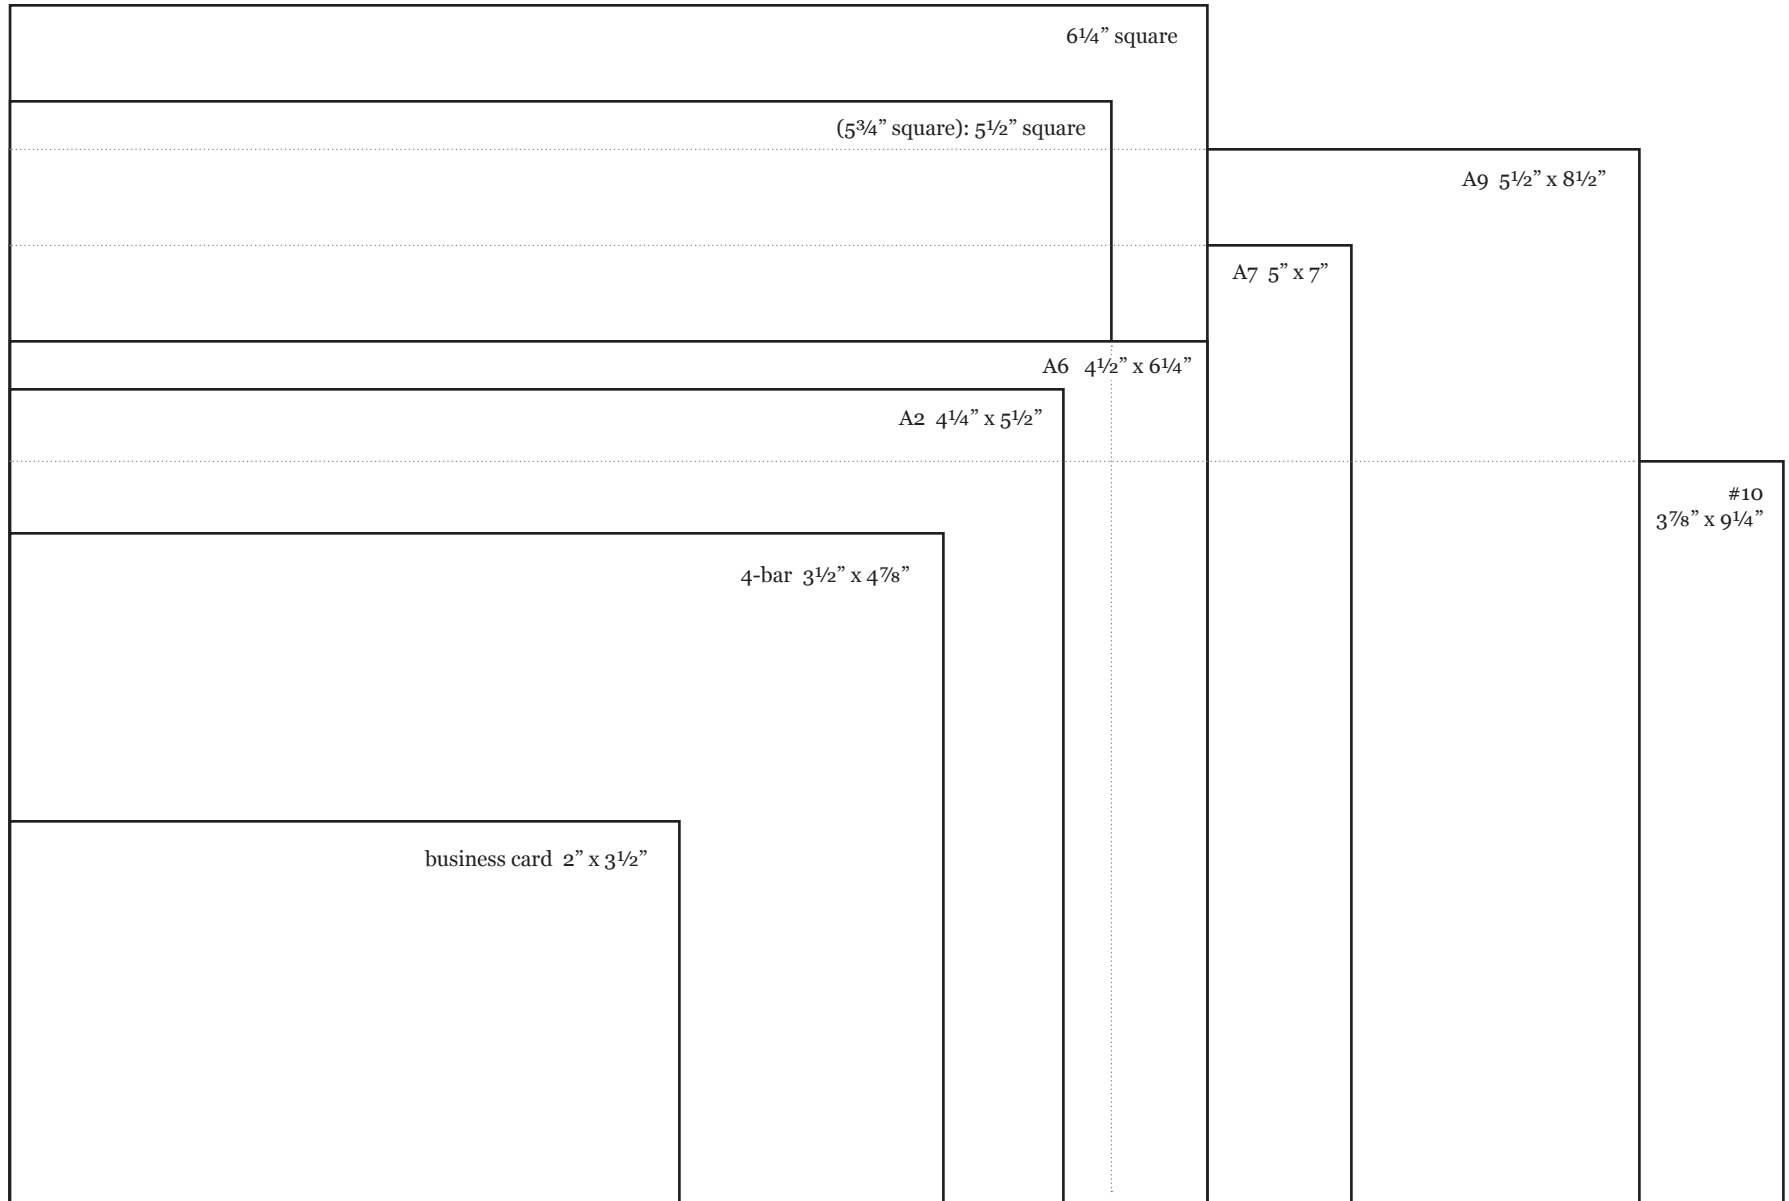 6¼” square
(5¾” square): 5½” square
A9 5½” x 8½”
A7 5” x 7”
A6 4½” x 6¼”
A2 4¼” x 5½”
#10
3⅞” x 9¼”
4-bar 3½” x 4⅞”
business card 2” x 3½”